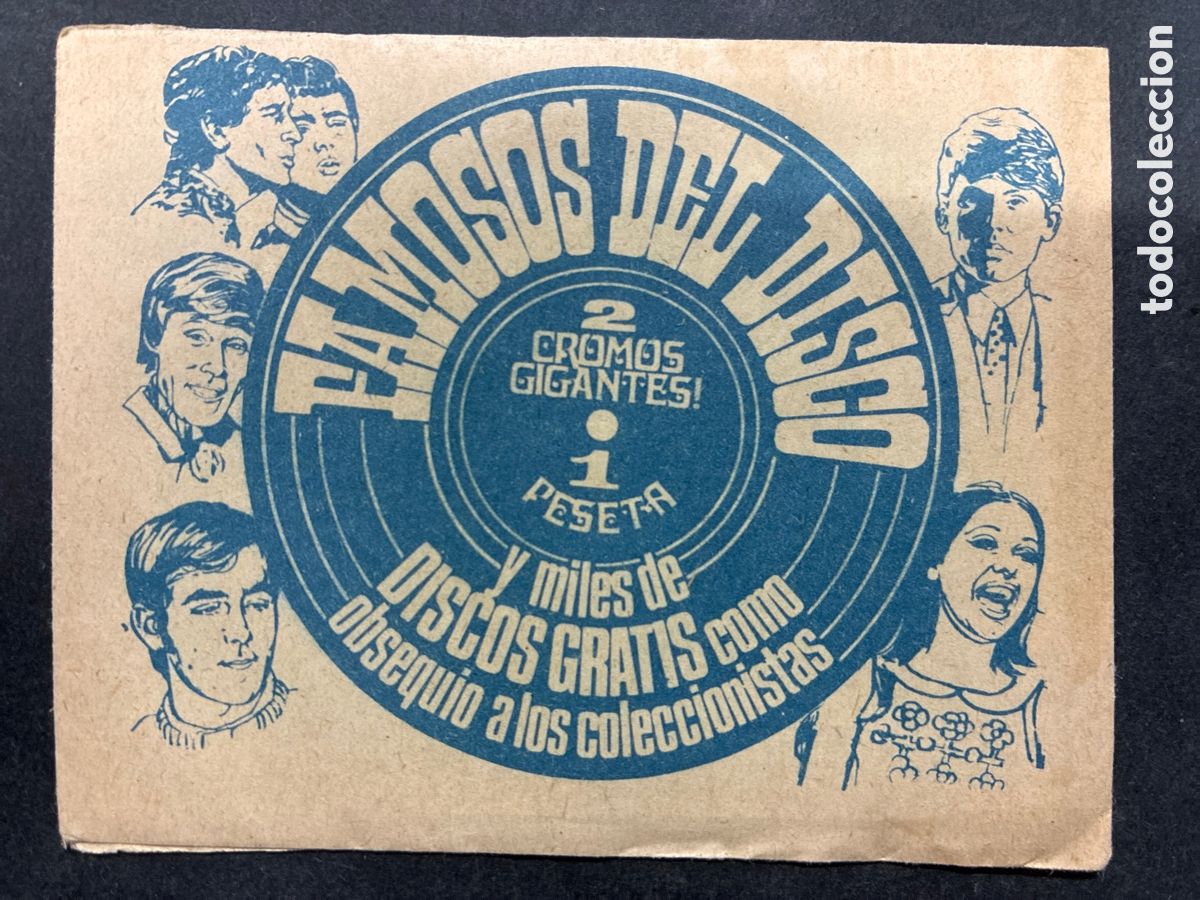 FAMOSOS DEL DISCO
2
CROMOS
GIGANTES!
1
PESETA
y miles de
DISCOS GRATIS como
obsequio a los coleccionistas
todocoleccion